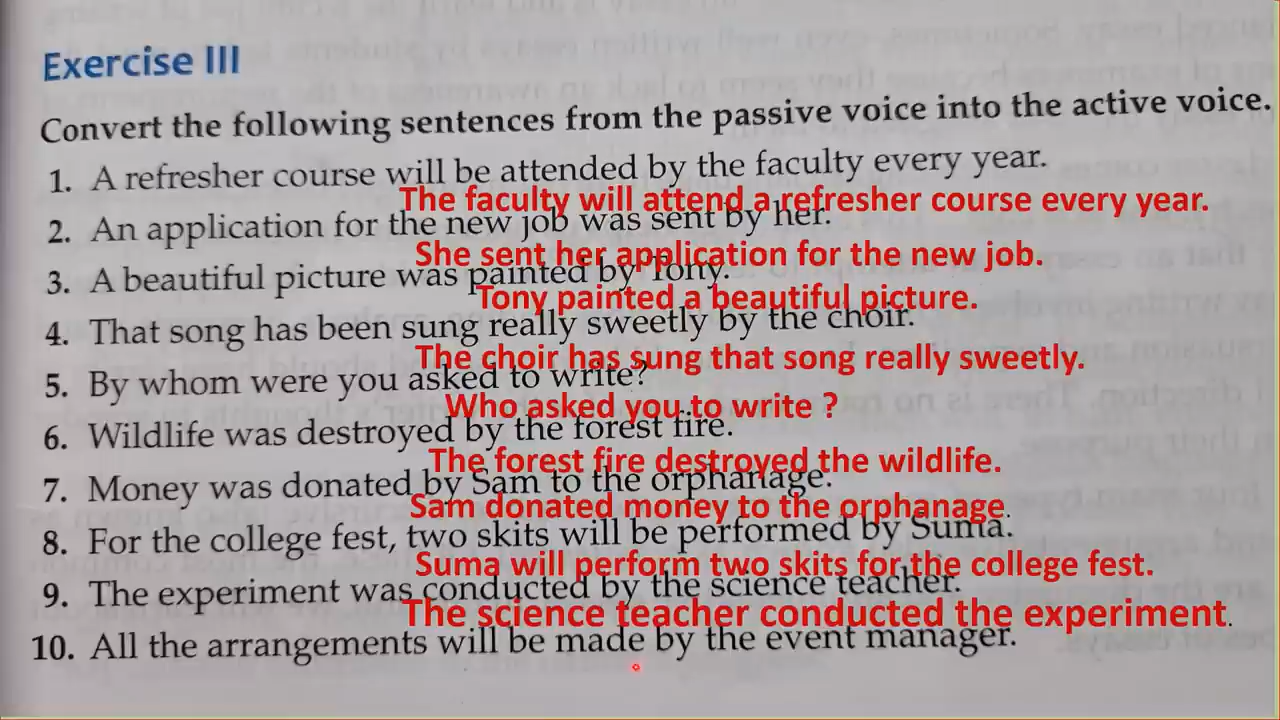 Exercise III
Convert the following sentences from the passive voice into the active voice.
1. A refresher course will be attended by the faculty every year.
The faculty will attend a refresher course every year.
2. An application for the new job was sent by her.
She sent her application for the new job.
3. A beautiful picture was painted by Tony.
Tony painted a beautiful picture.
4. That song has been sung really sweetly by the choir.
The choir has sung that song really sweetly.
5. By whom were you asked to write?
Who asked you to write ?
6. Wildlife was destroyed by the forest fire.
The forest fire destroyed the wildlife.
7. Money was donated by Sam to the orphanage.
Sam donated money to the orphanage.
8. For the college fest, two skits will be performed by Suma.
Suma will perform two skits for the college fest.
9. The experiment was conducted by the science teacher.
The science teacher conducted the experiment.
10. All the arrangements will be made by the event manager.